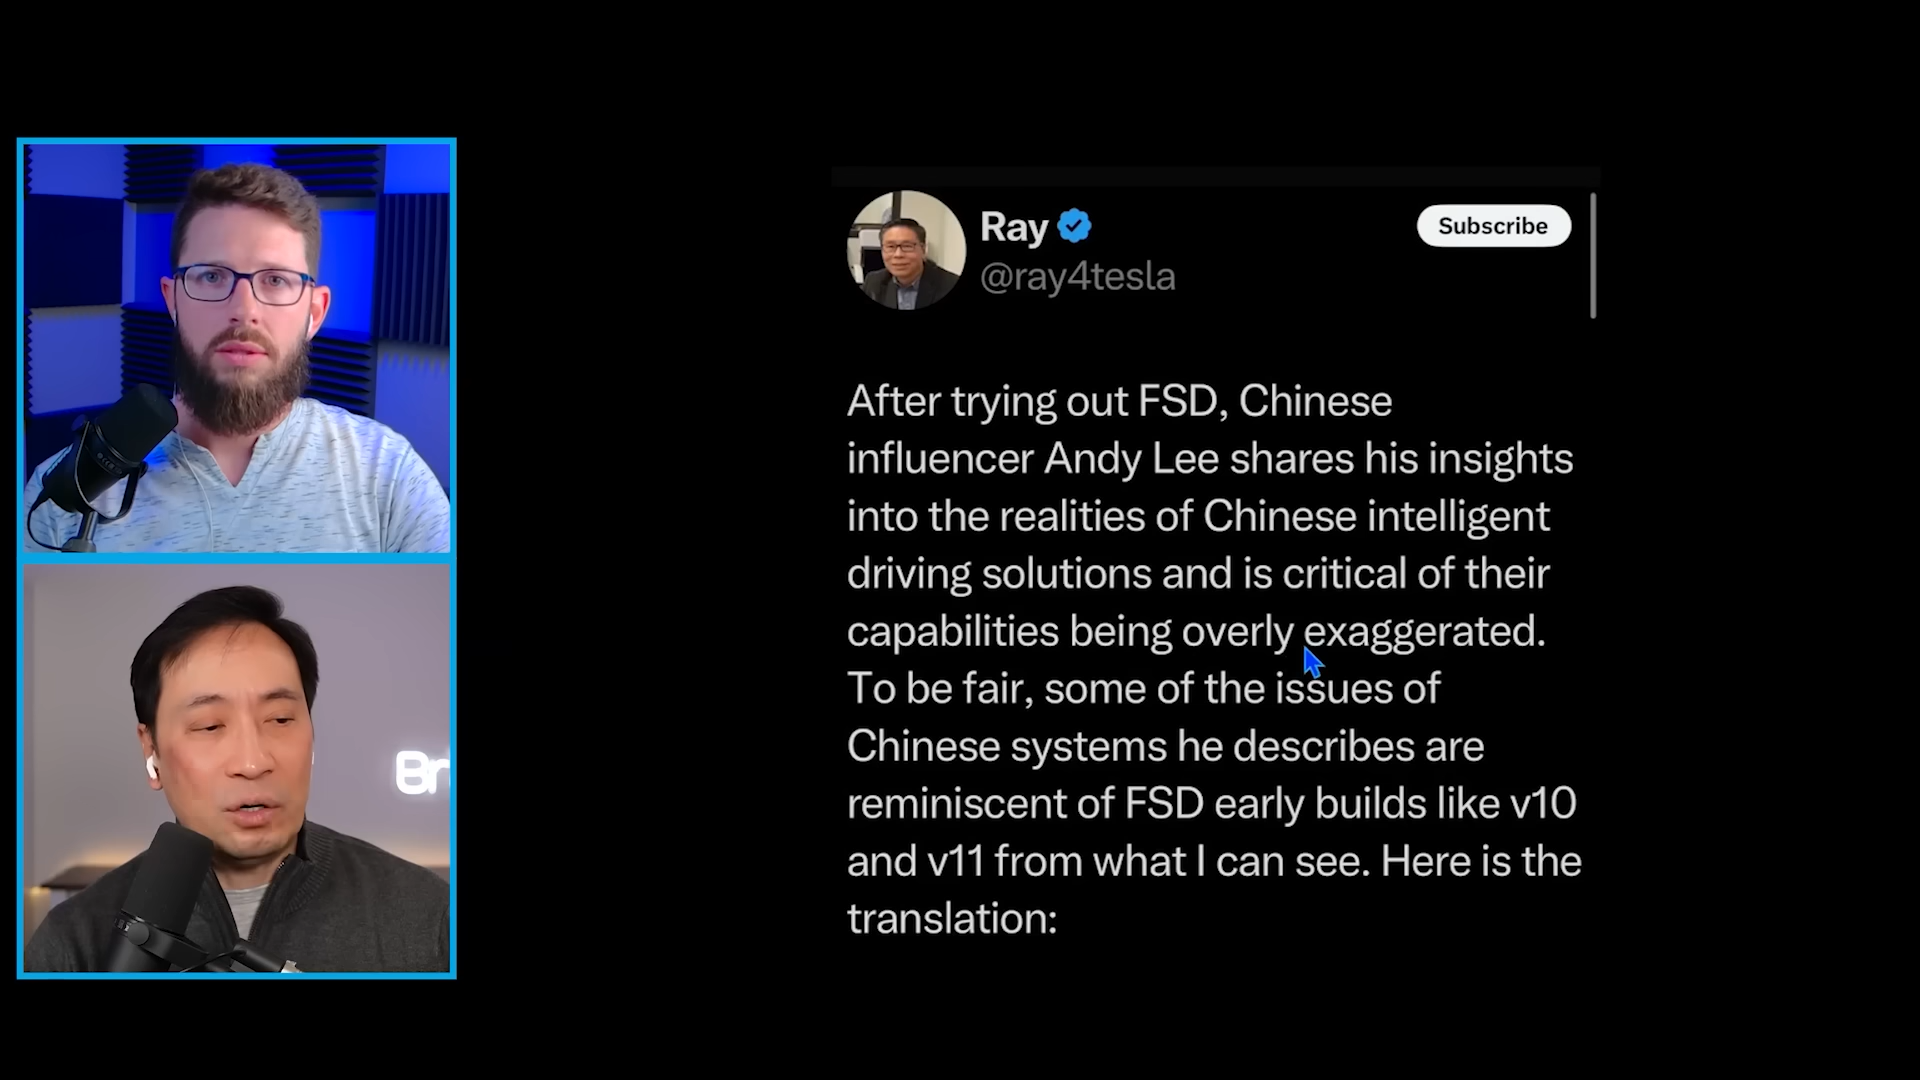 Ray
@ray4tesla
Subscribe
After trying out FSD, Chinese
influencer Andy Lee shares his insights
into the realities of Chinese intelligent
driving solutions and is critical of their
capabilities being overly exaggerated.
To be fair, some of the issues of
Chinese systems he describes are
reminiscent of FSD early builds like v10
and v11 from what I can see. Here is the
translation:
Bri